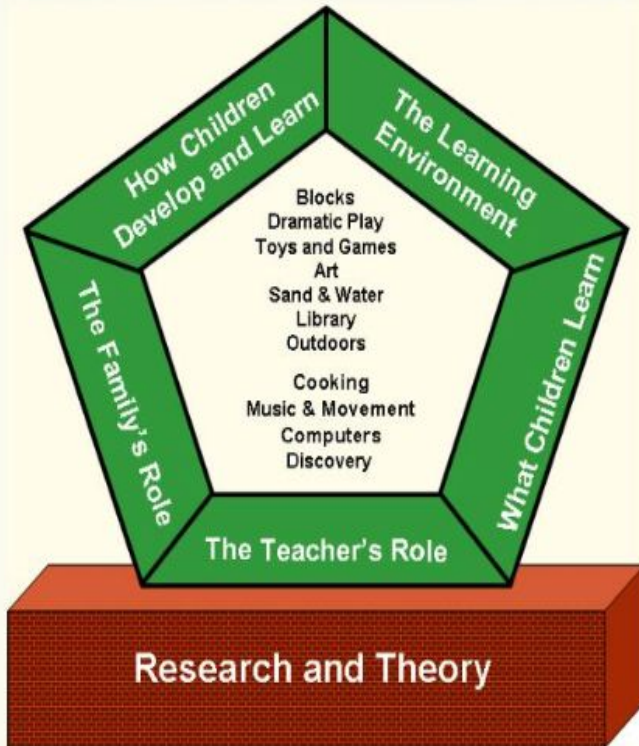 How Children
Develop and Learn
The Learning
Environment
Blocks
Dramatic Play
Toys and Games
Art
Sand & Water
Library
Outdoors
Cooking
Music & Movement
Computers
Discovery
The Family's Role
What Children Learn
The Teacher's Role
Research and Theory